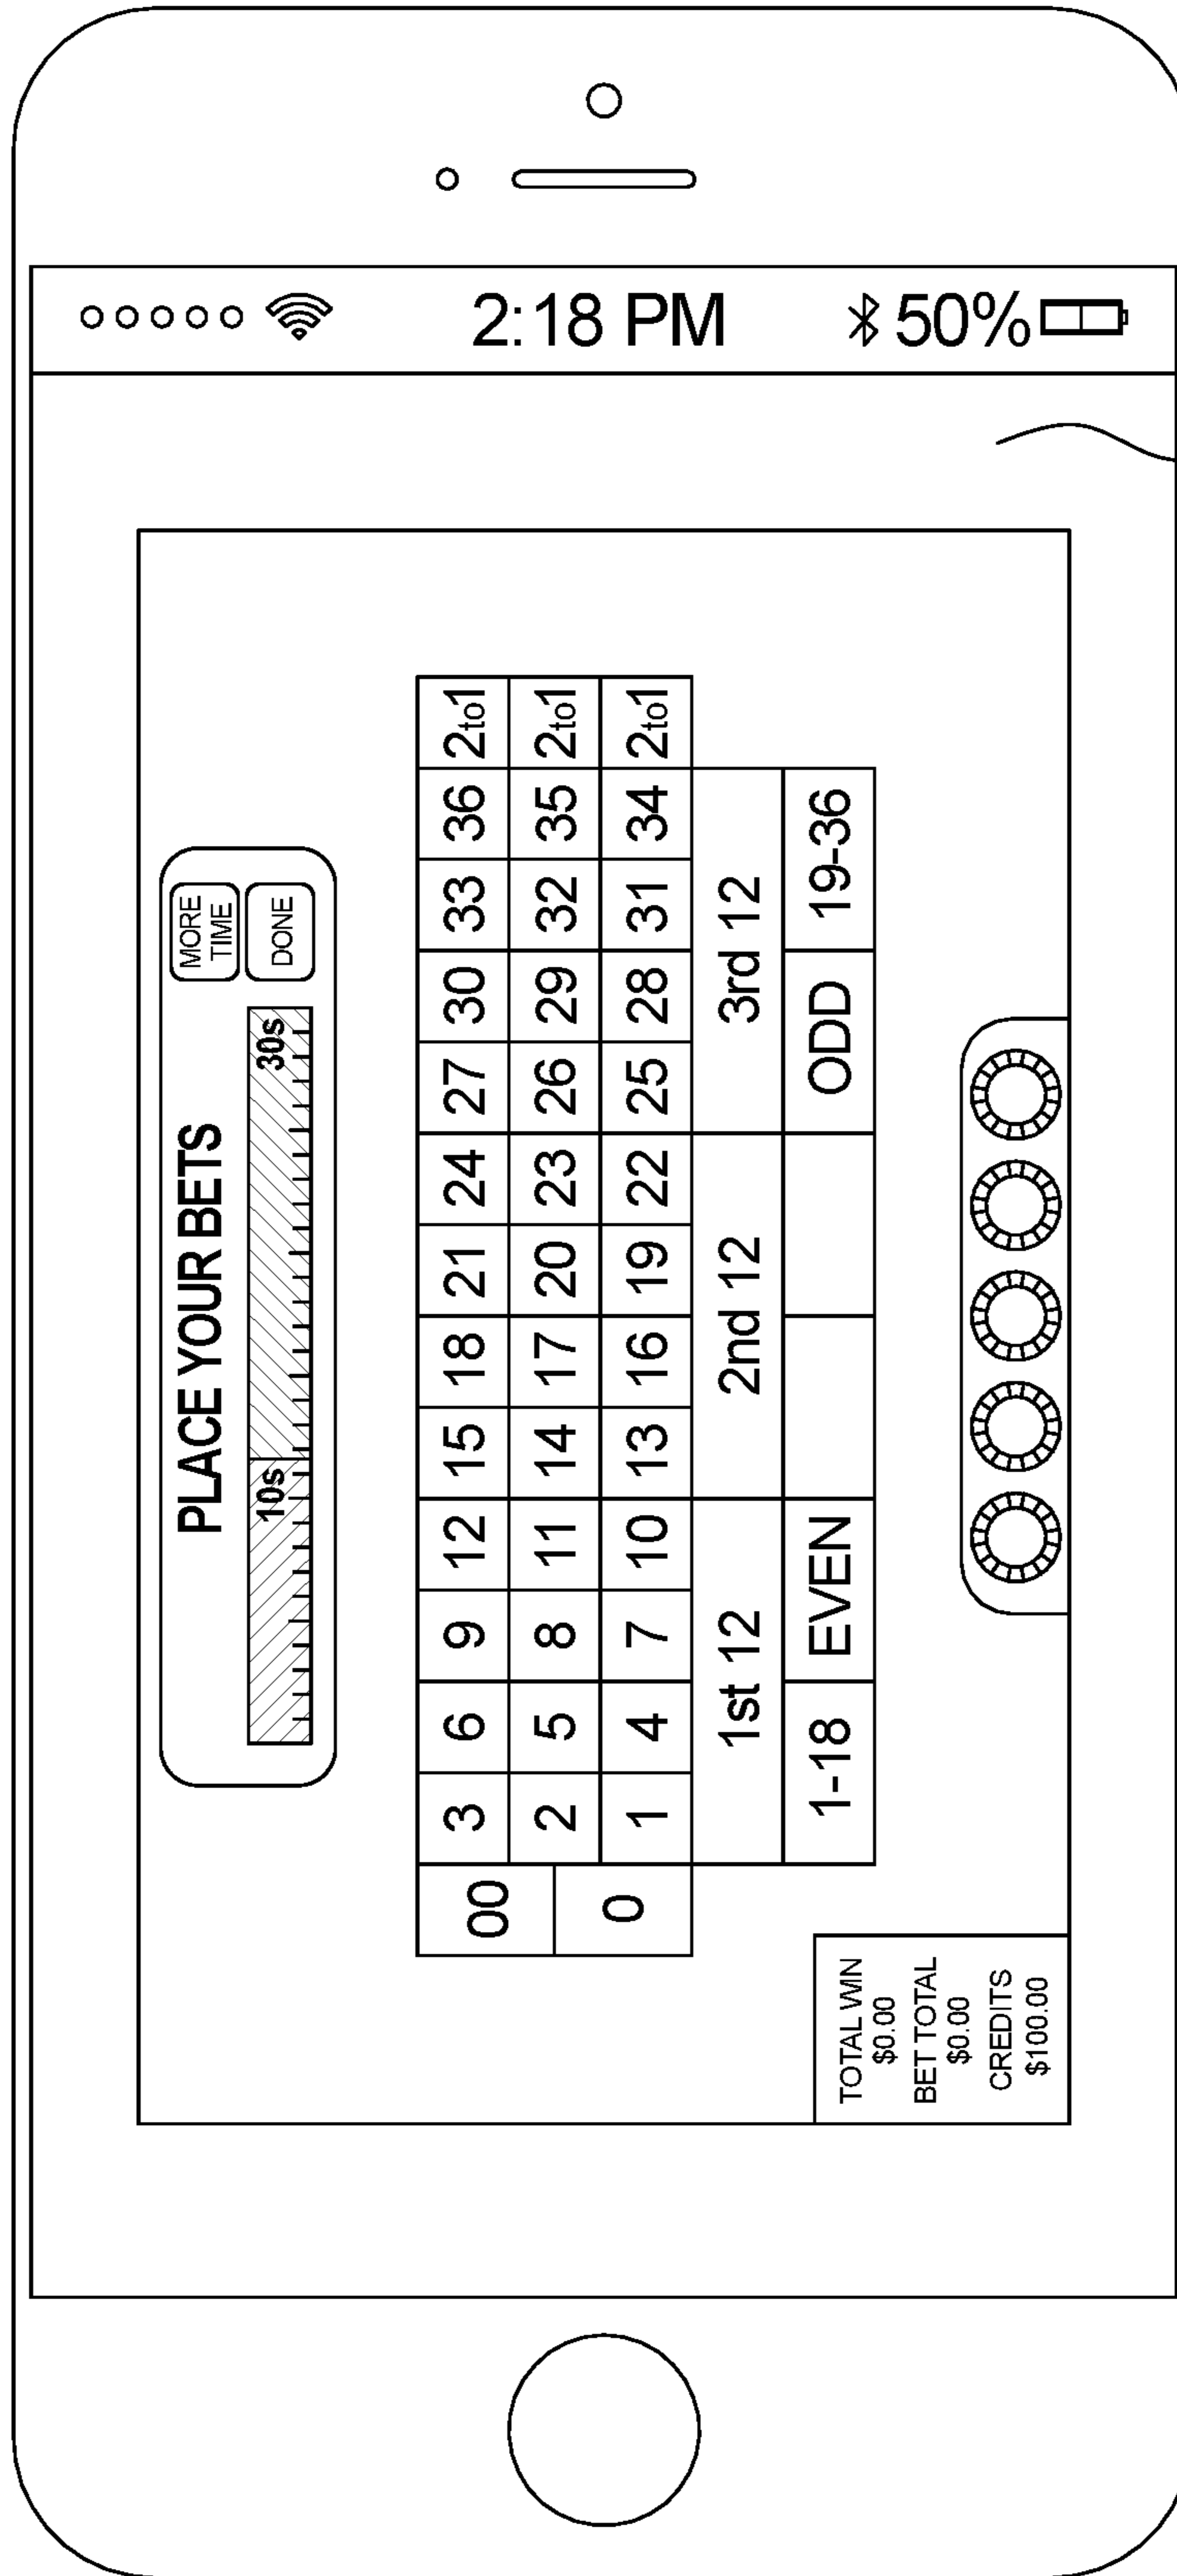 2:18 PM 50%
PLACE YOUR BETS
MORE
TIME
10s 30s
DONE
00 3 6 9 12 15 18 21 24 27 30 33 36 2to1
2 5 8 11 14 17 20 23 26 29 32 35 2to1
0 1 4 7 10 13 16 19 22 25 28 31 34 2to1
1st 12 2nd 12 3rd 12
1-18 EVEN ODD 19-36
TOTAL WIN
$0.00
BET TOTAL
$0.00
CREDITS
$100.00